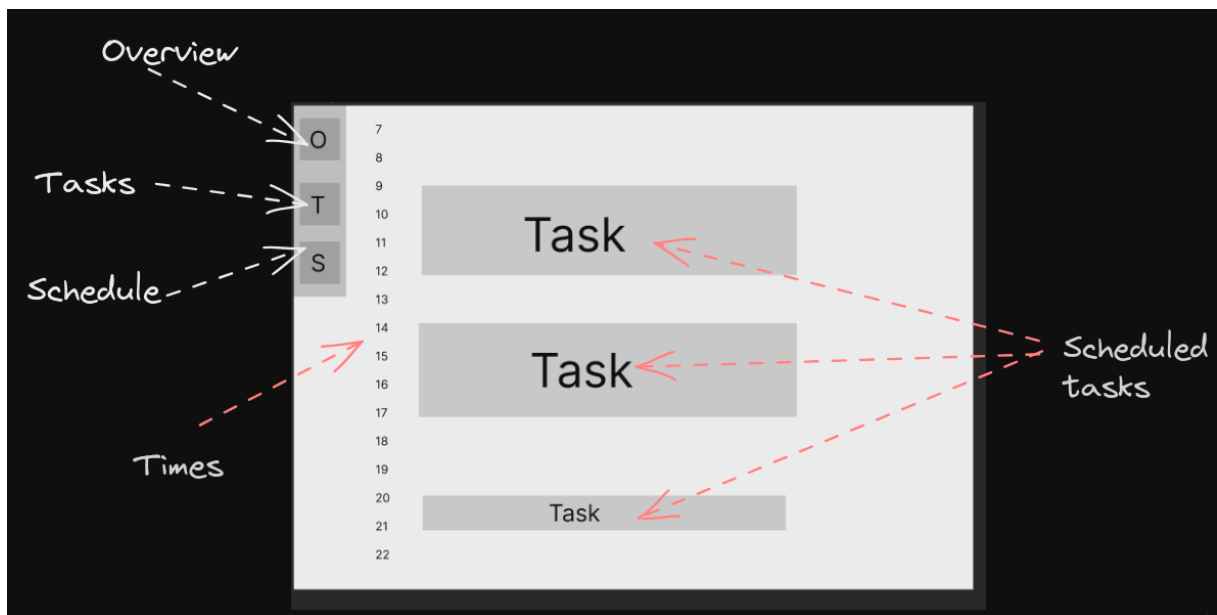 Overview
O
7
8
Tasks
T
9
10
Task
11
S
12
Schedule
13
14
15
Task
16
Scheduled
tasks
17
Times
18
19
20
Task
21
22